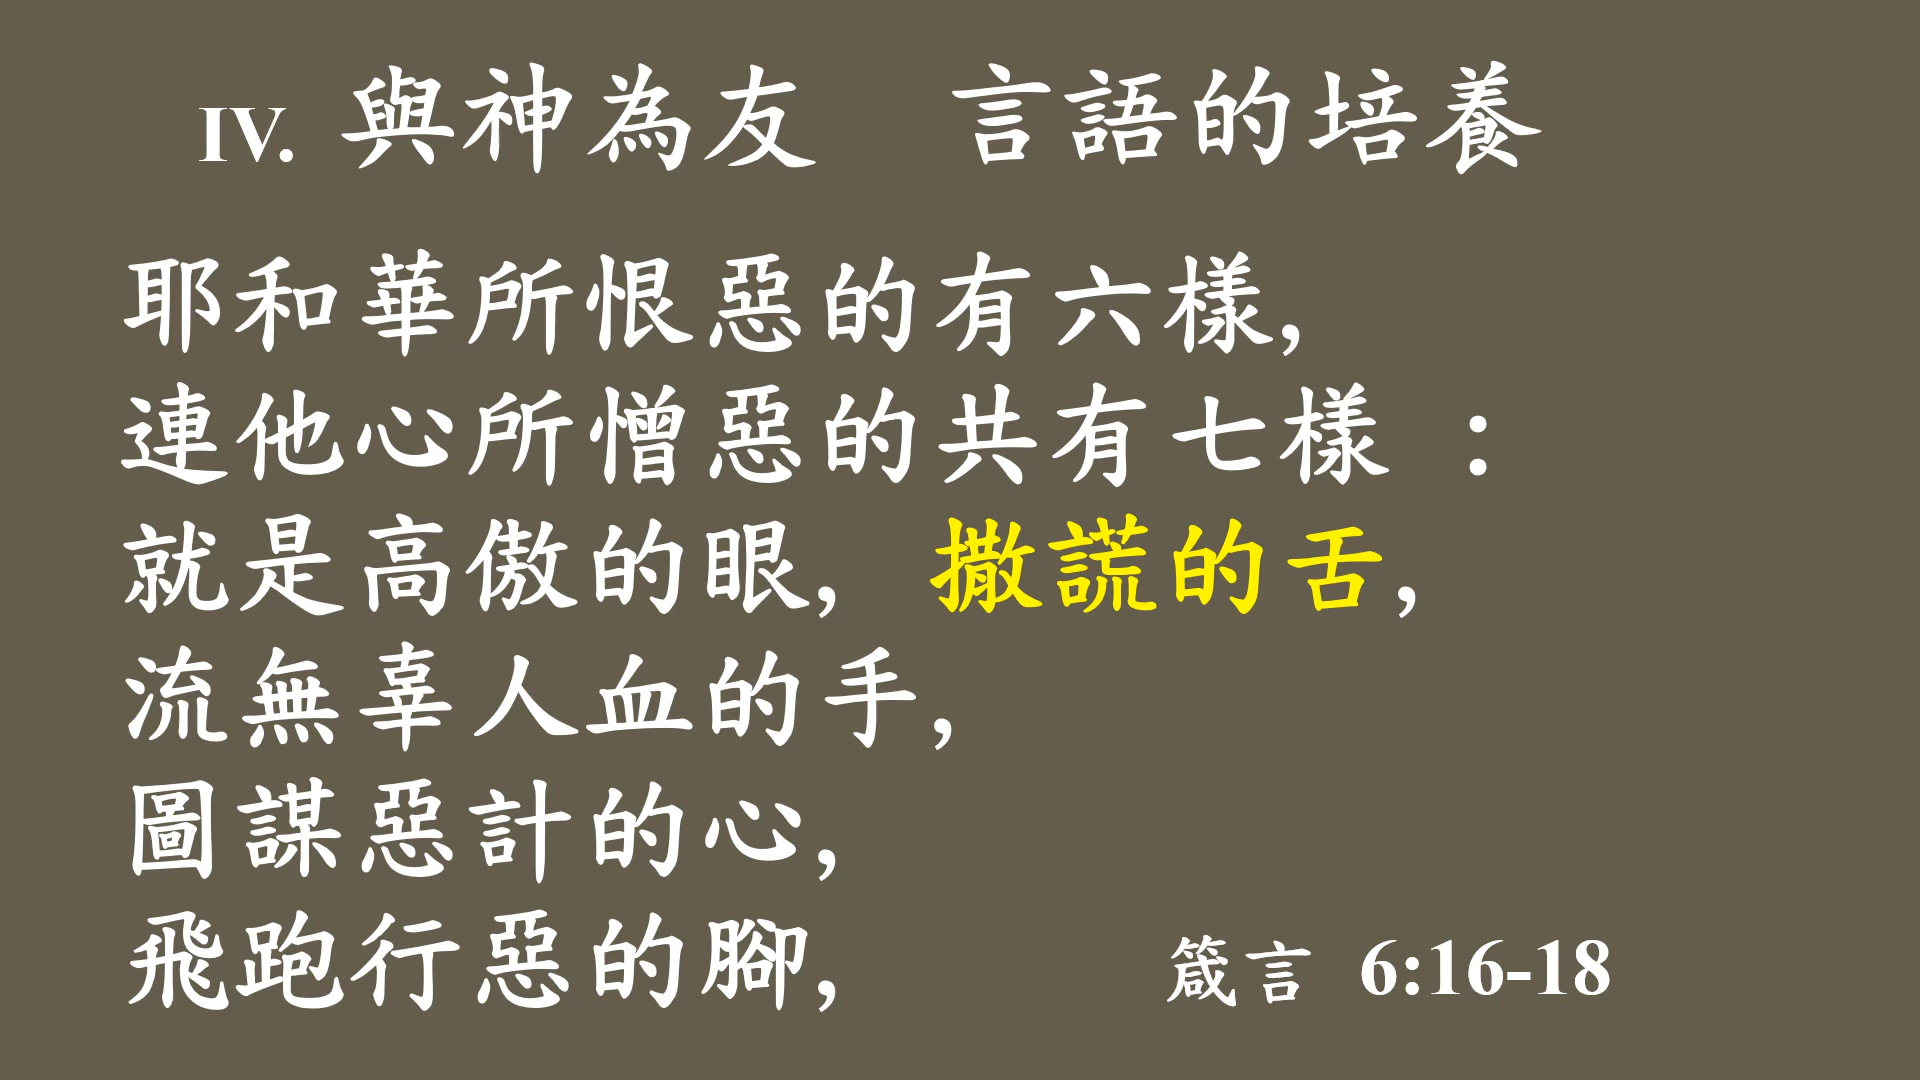 IV. 與神為友　言語的培養
耶和華所恨惡的有六樣,
連他心所憎惡的共有七樣 ：
就是高傲的眼, 撒謊的舌,
流無辜人血的手,
圖謀惡計的心,
飛跑行惡的腳,
箴言 6:16-18